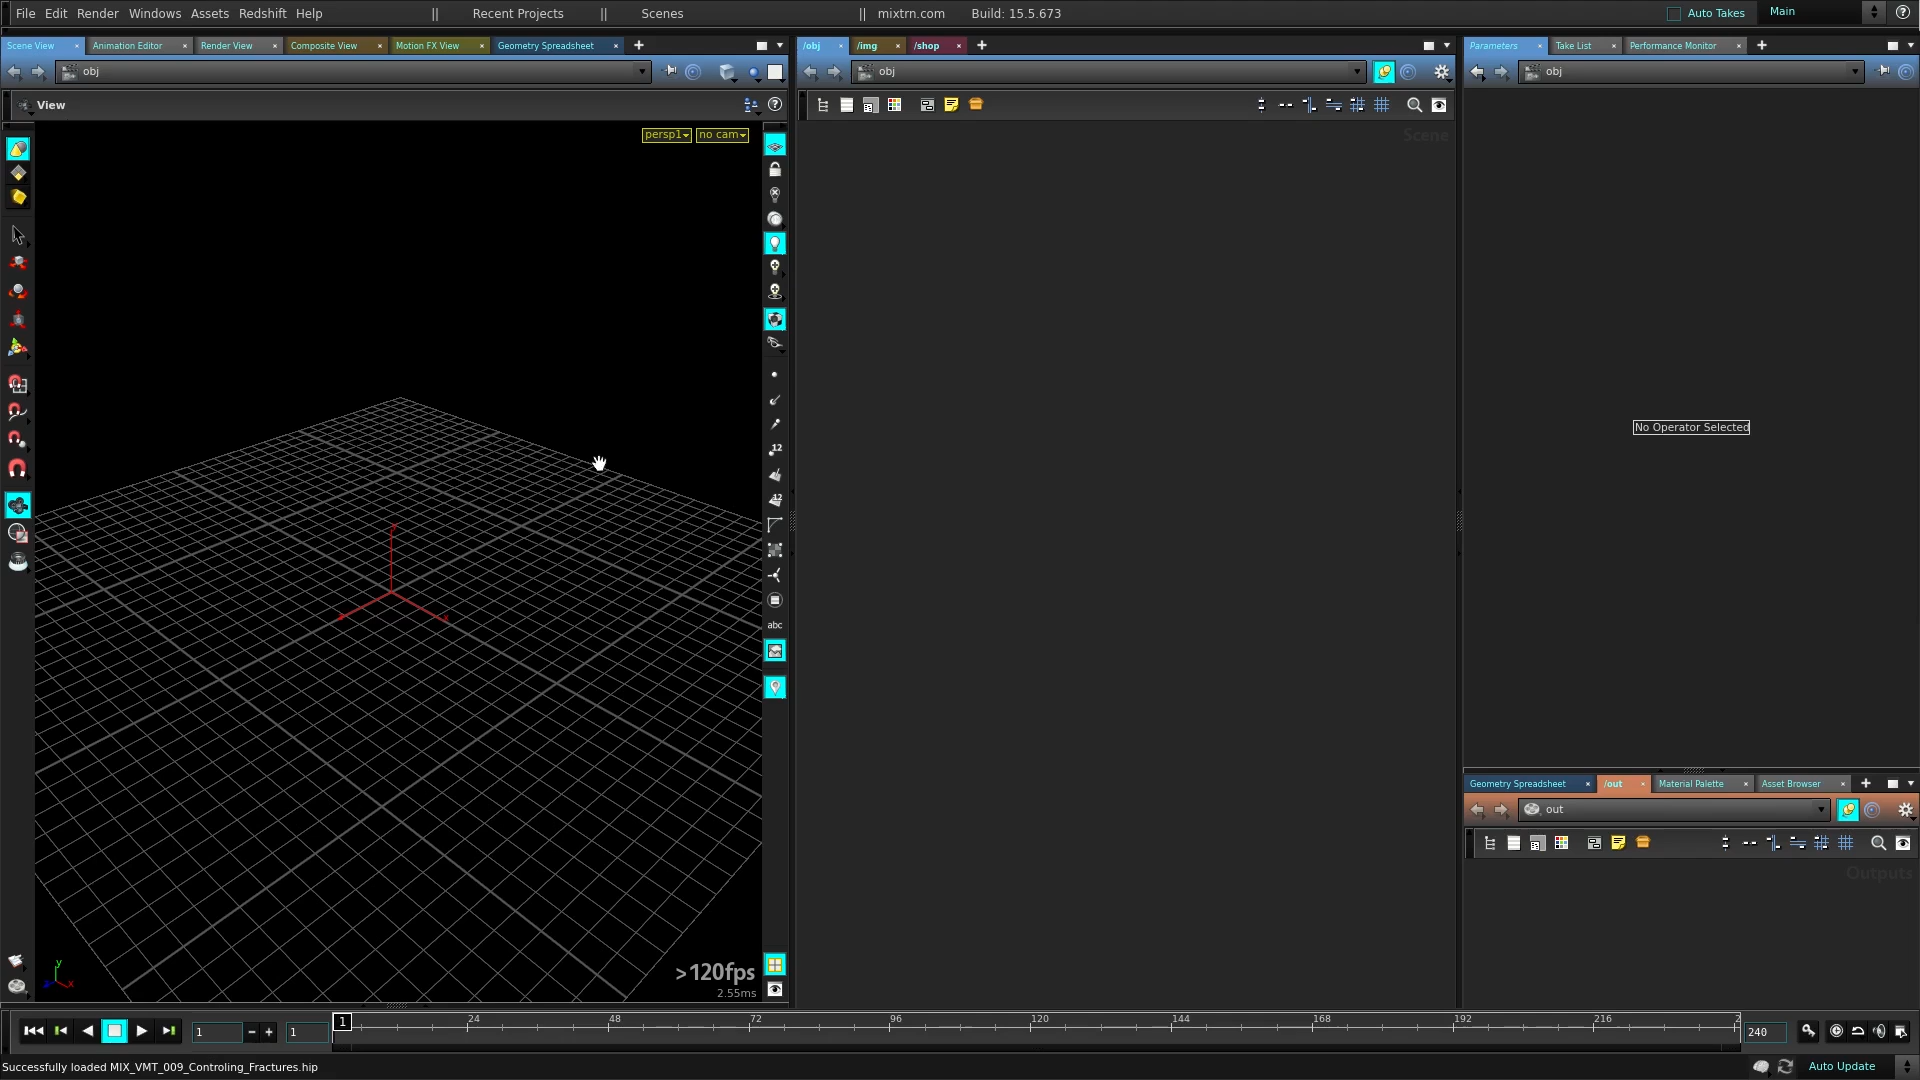 File Edit Render Windows Assets Redshift Help || Recent Projects || Scenes || mixtrn.com Build: 15.5.673 Auto Takes Main
Scene View Animation Editor Render View Composite View Motion FX View Geometry Spreadsheet
/obj /img /shop
Parameters Take List Performance Monitor
obj
obj
obj
View
persp1 no cam
Scene
12
12
abc
No Operator Selected
Geometry Spreadsheet /out Material Palette Asset Browser
out
Outputs
y
x
>120fps
2.55ms
1 1 1 24 48 72 96 120 144 168 192 216 2 240
Successfully loaded MIX_VMT_009_Controling_Fractures.hip
Auto Update